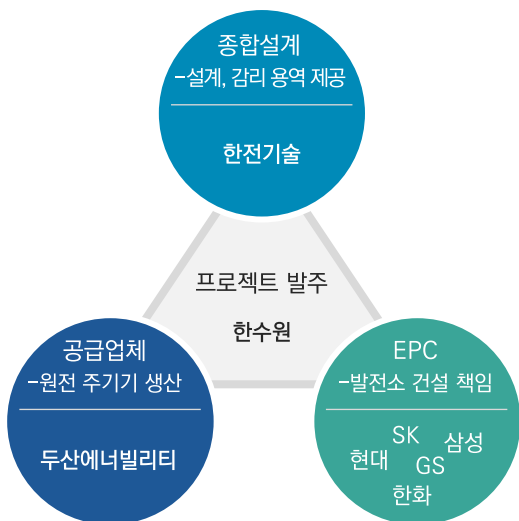 종합설계
-설계, 감리 용역 제공
한전기술
프로젝트 발주
한수원
공급업체
-원전 주기기 생산
두산에너빌리티
EPC
-발전소 건설 책임
SK
삼성
현대
GS
한화